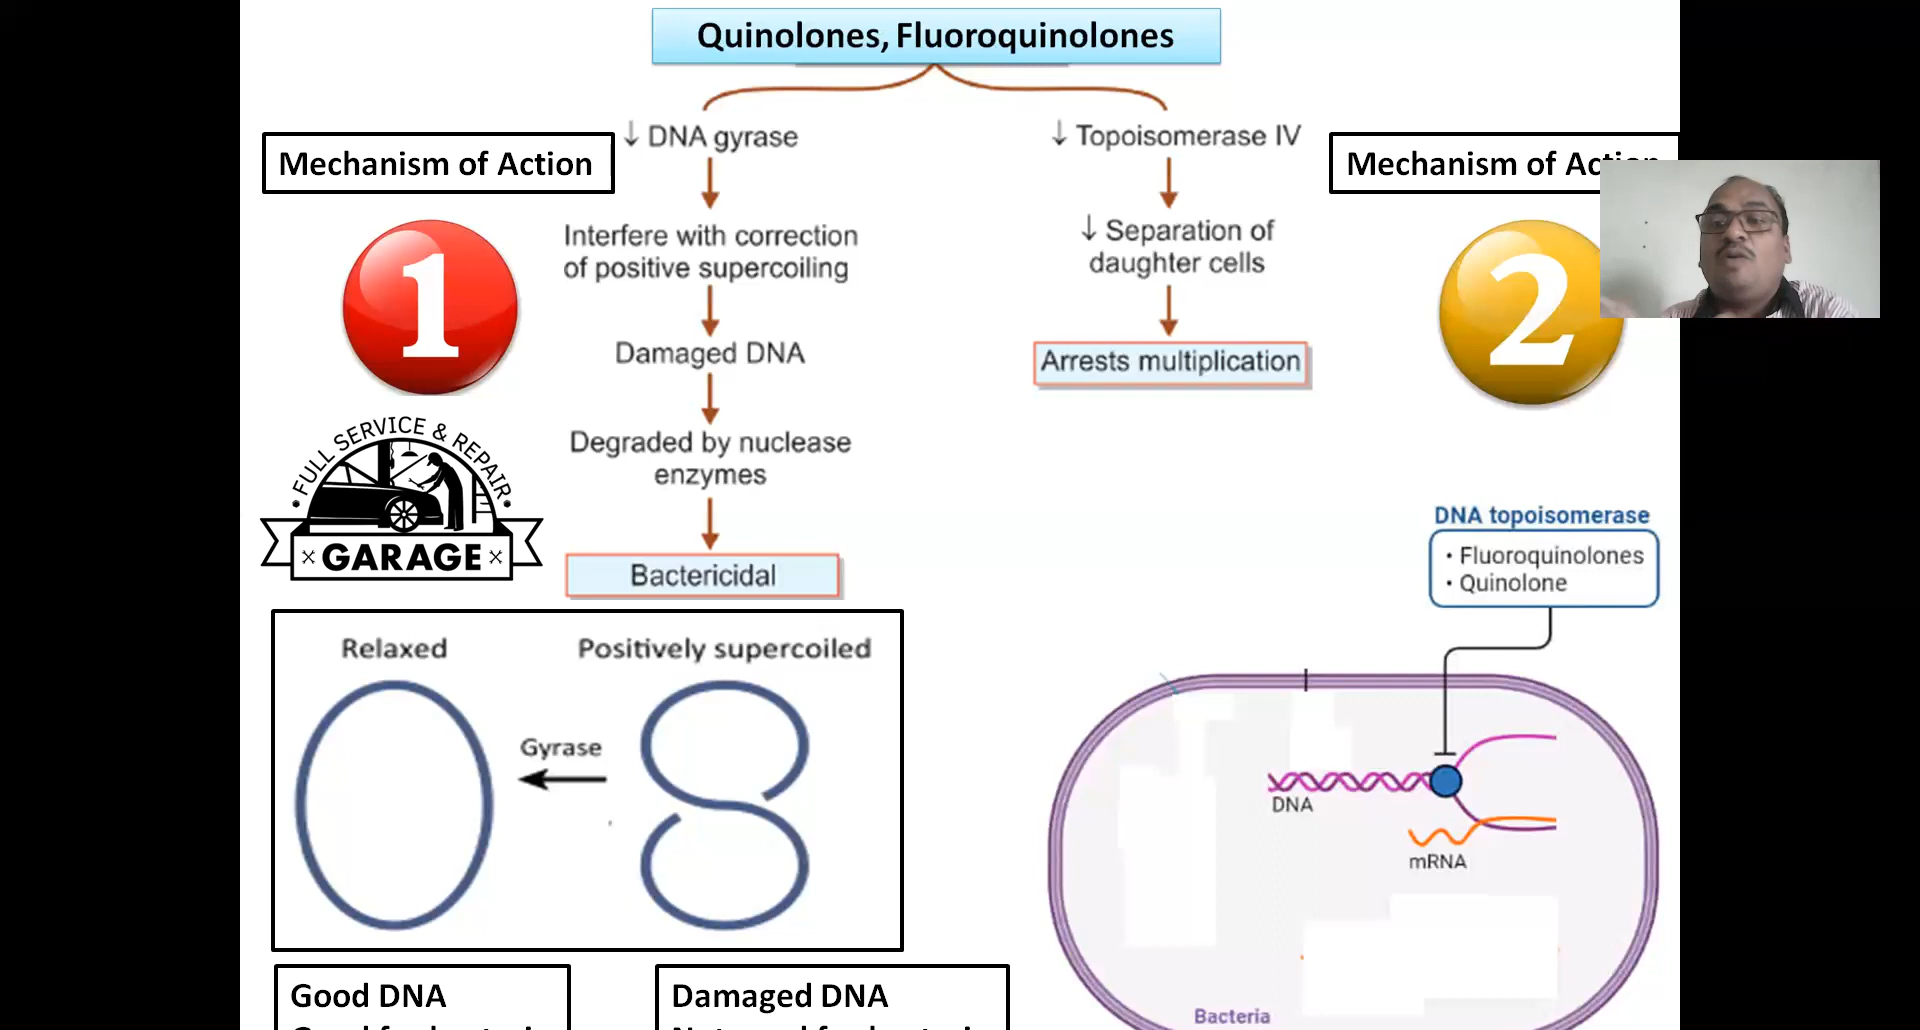 Quinolones, Fluoroquinolones
Mechanism of Action
↓ DNA gyrase
↓ Topoisomerase IV
Mechanism of Action
1
Interfere with correction
of positive supercoiling
↓ Separation of
daughter cells
2
Damaged DNA
Arrests multiplication
Degraded by nuclease
enzymes
Bactericidal
FULL SERVICE & REPAIR
GARAGE
DNA topoisomerase
• Fluoroquinolones
• Quinolone
Relaxed
Positively supercoiled
Gyrase
DNA
mRNA
Bacteria
Good DNA
Damaged DNA